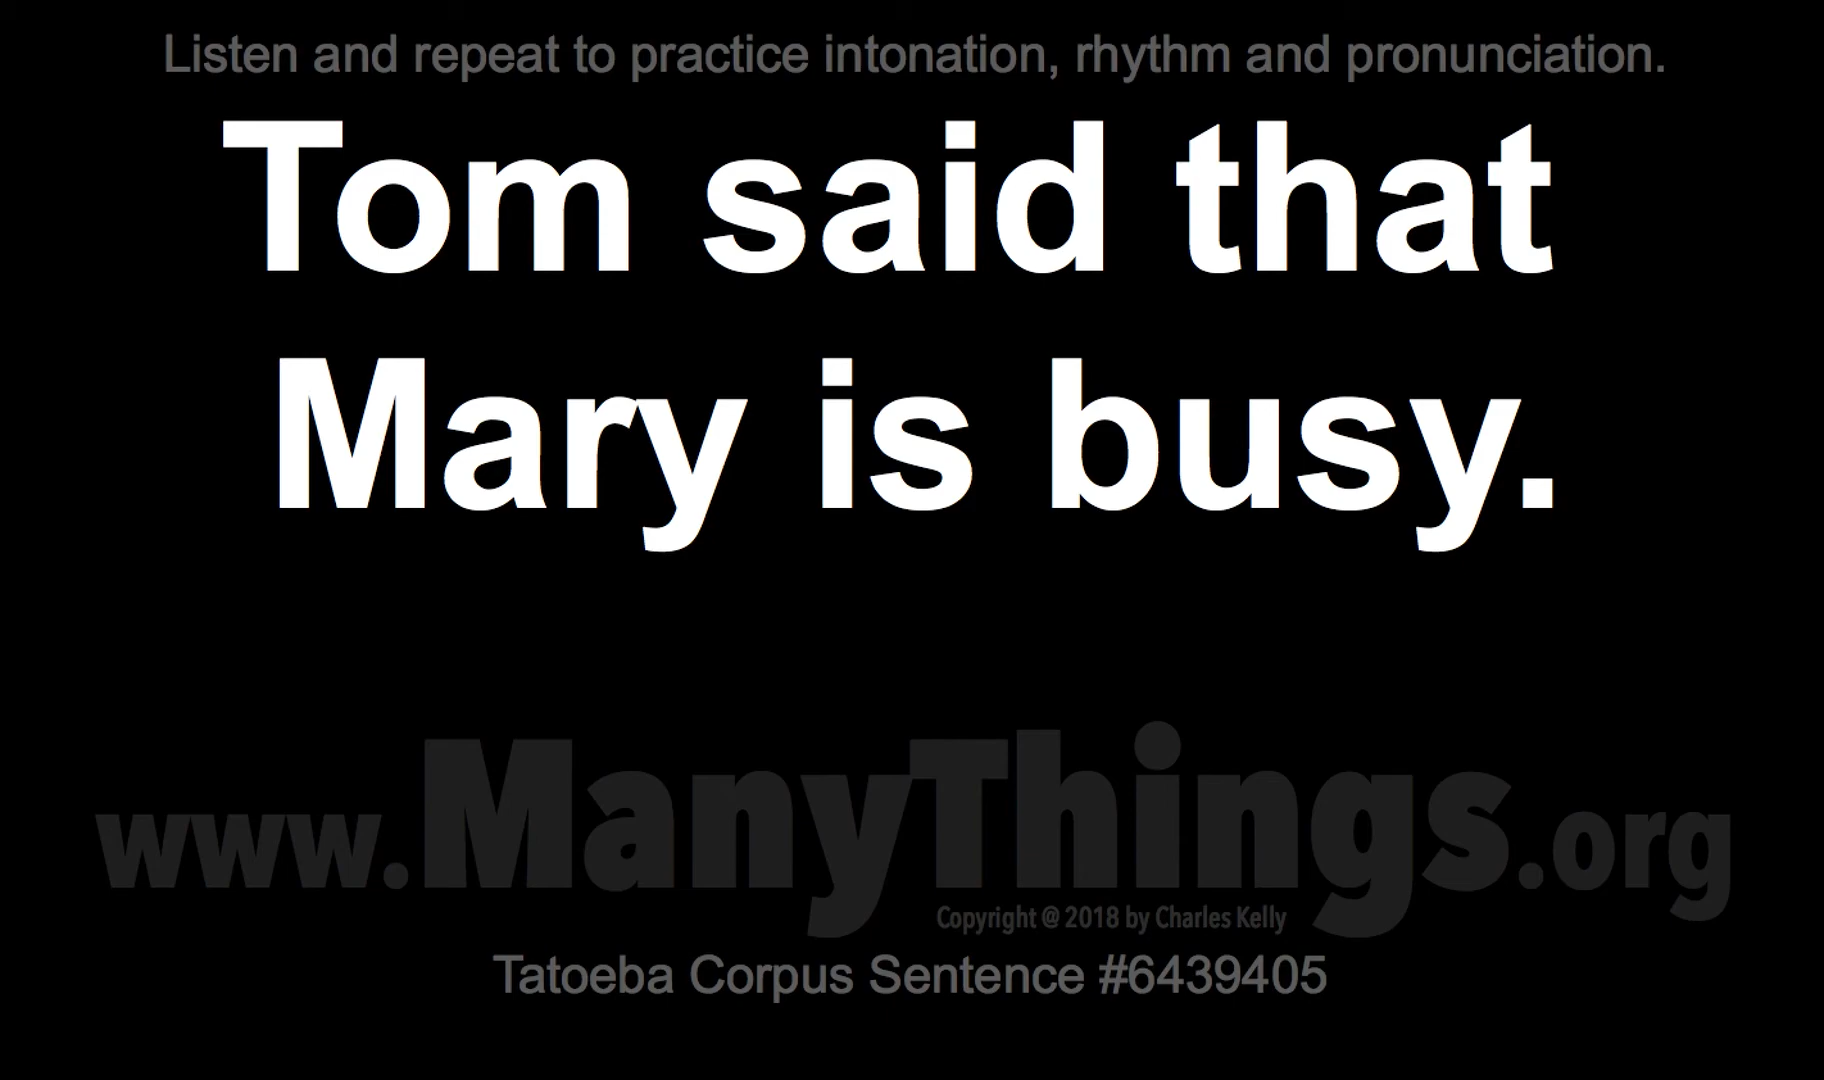 Listen and repeat to practice intonation, rhythm and pronunciation.
Tom said that
Mary is busy.
www.ManyThings.org
Copyright @ 2018 by Charles Kelly
Tatoeba Corpus Sentence #6439405